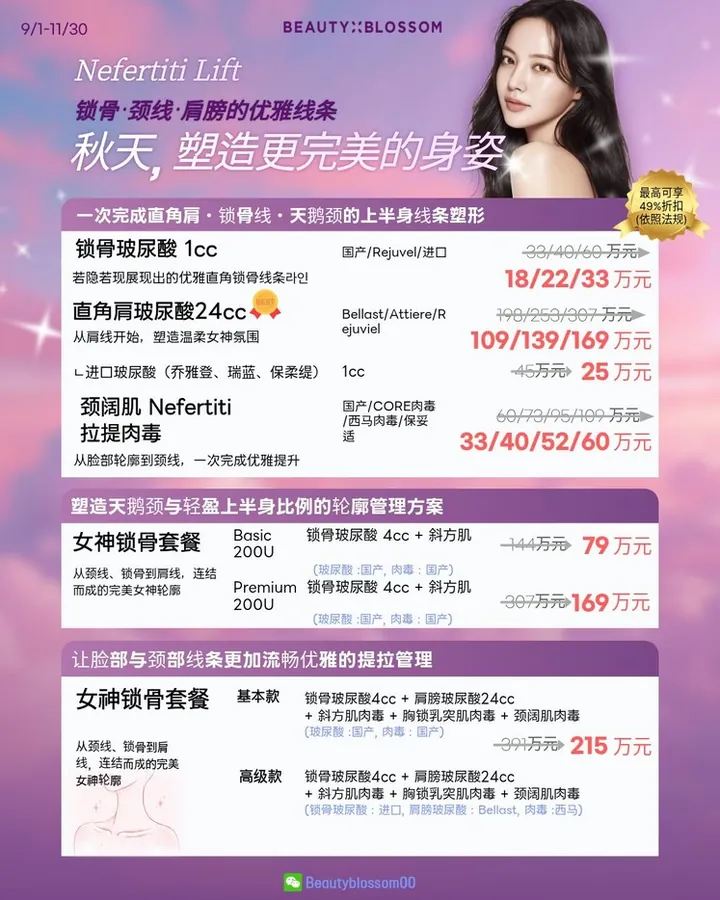 9/1-11/30
BEAUTY BLOSSOM
Nefertiti Lift
锁骨·颈线·肩膀的优雅线条
秋天, 塑造更完美的身姿
最高可享
49%折扣
(依照法规)
一次完成直角肩·锁骨线·天鹅颈的上半身线条塑形
锁骨玻尿酸 1cc
国产/Rejuvel/进口
33/40/60 万元
若隐若现展现出的优雅直角锁骨线条라인
18/22/33 万元
直角肩玻尿酸24cc
BEST
Bellast/Attiere/R
ejuviel
198/253/307 万元
从肩线开始，塑造温柔女神氛围
109/139/169 万元
ㄴ进口玻尿酸（乔雅登、瑞蓝、保柔缇）
1cc
45万元
25 万元
颈阔肌 Nefertiti
拉提肉毒
国产/CORE肉毒
/西马肉毒/保妥
适
60/73/95/109 万元
33/40/52/60 万元
从脸部轮廓到颈线，一次完成优雅提升
塑造天鹅颈与轻盈上半身比例的轮廓管理方案
女神锁骨套餐
从颈线、锁骨到肩线，连结
而成的完美女神轮廓
Basic
200U
锁骨玻尿酸 4cc + 斜方肌
(玻尿酸 :国产, 肉毒 : 国产)
144万元
79 万元
Premium
200U
锁骨玻尿酸 4cc + 斜方肌
(玻尿酸 :国产, 肉毒 : 国产)
307万元
169 万元
让脸部与颈部线条更加流畅优雅的提拉管理
女神锁骨套餐
从颈线、锁骨到肩
线，连结而成的完美
女神轮廓
基本款
锁骨玻尿酸4cc + 肩膀玻尿酸24cc
+ 斜方肌肉毒 + 胸锁乳突肌肉毒 + 颈阔肌肉毒
(玻尿酸 :国产, 肉毒 : 国产)
391万元
215 万元
高级款
锁骨玻尿酸4cc + 肩膀玻尿酸24cc
+ 斜方肌肉毒 + 胸锁乳突肌肉毒 + 颈阔肌肉毒
(锁骨玻尿酸 : 进口, 肩膀玻尿酸 : Bellast, 肉毒 :西马)
Beautyblossom00